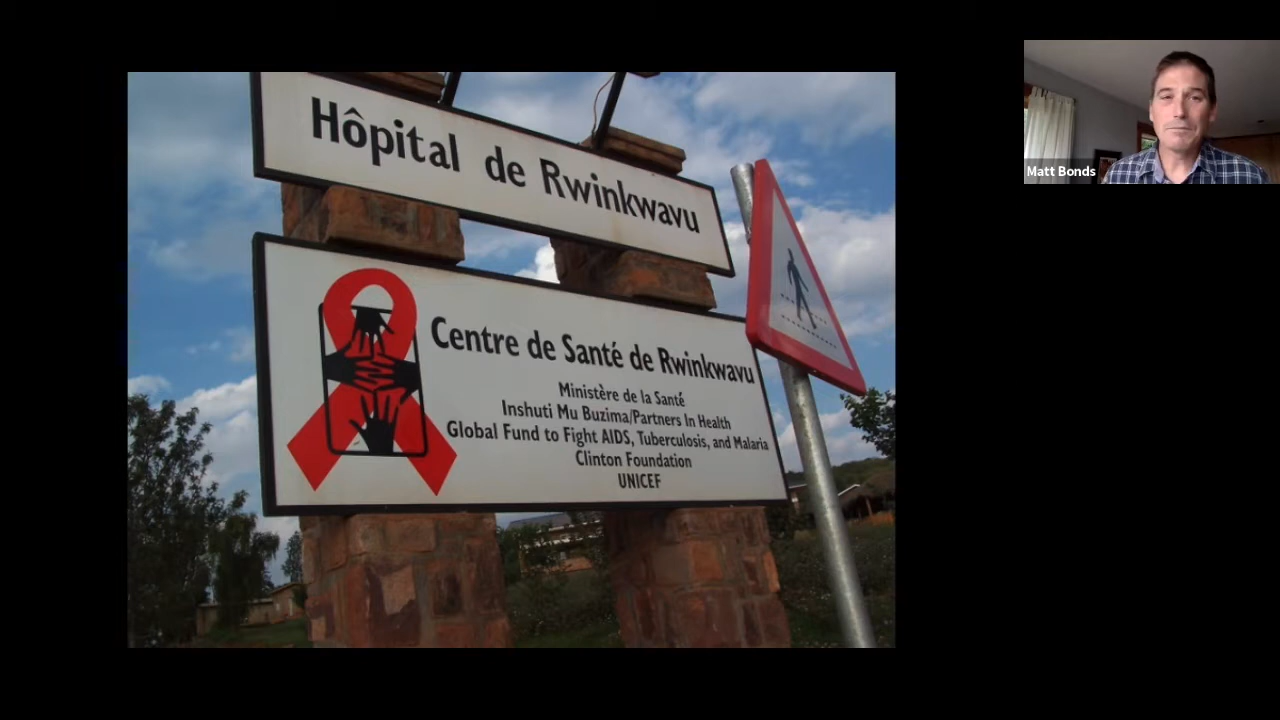 Hôpital de Rwinkwavu
Centre de Santé de Rwinkwavu
Ministère de la Santé
Inshuti Mu Buzima/Partners In Health
Global Fund to Fight AIDS, Tuberculosis, and Malaria
Clinton Foundation
UNICEF
Matt Bonds